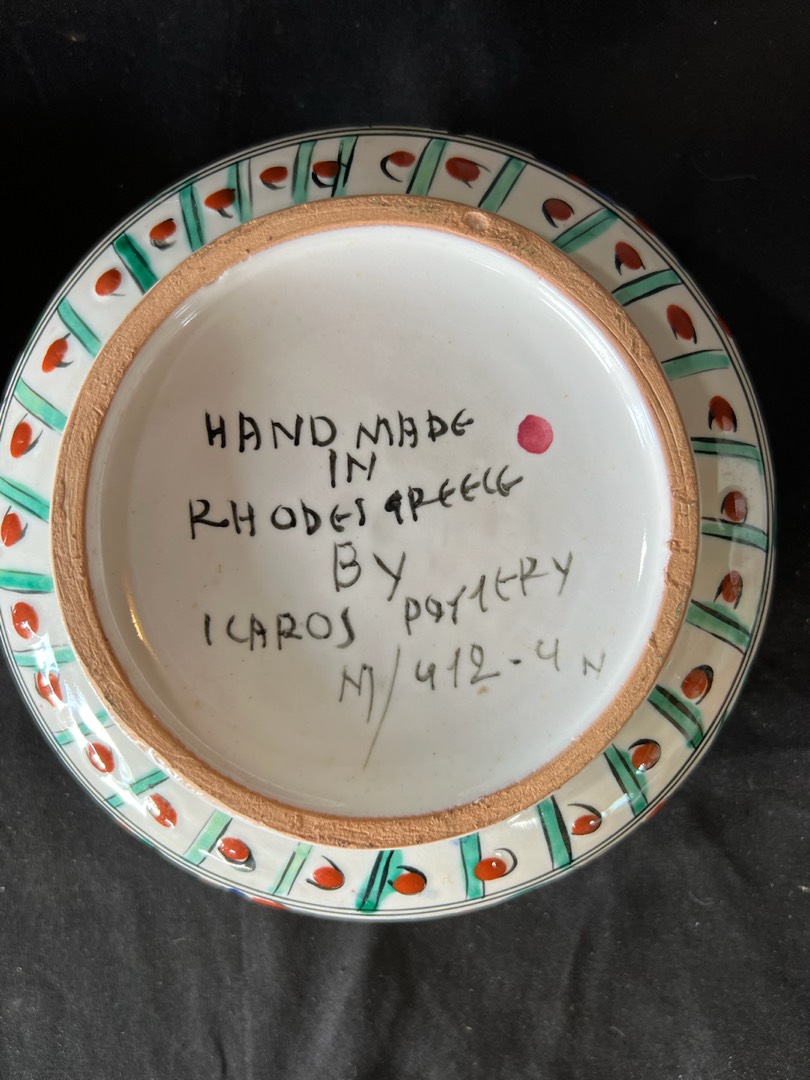 HAND MADE
IN
RHODES GREECE
BY
ICAROS POTTERY
M/412-4 N